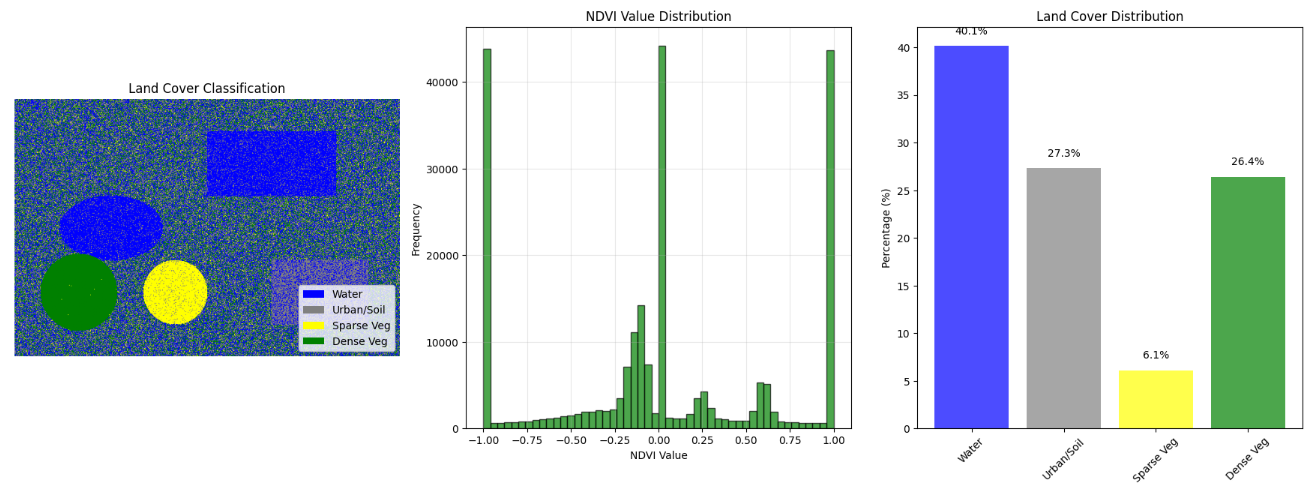 Land Cover Classification
Water
Urban/Soil
Sparse Veg
Dense Veg
NDVI Value Distribution
Frequency
40000
30000
20000
10000
0
−1.00 −0.75 −0.50 −0.25 0.00 0.25 0.50 0.75 1.00
NDVI Value
Land Cover Distribution
Percentage (%)
40
35
30
25
20
15
10
5
0
40.1%
27.3%
6.1%
26.4%
Water
Urban/Soil
Sparse Veg
Dense Veg